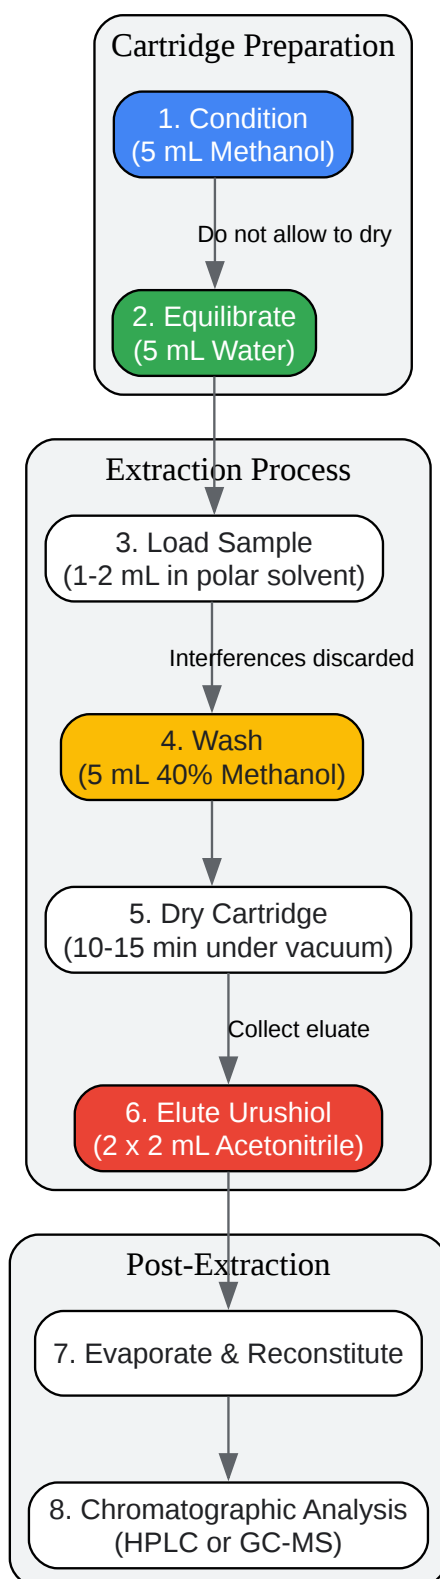 Cartridge Preparation
1. Condition
(5 mL Methanol)
Do not allow to dry
2. Equilibrate
(5 mL Water)
Extraction Process
3. Load Sample
(1-2 mL in polar solvent)
Interferences discarded
4. Wash
(5 mL 40% Methanol)
5. Dry Cartridge
(10-15 min under vacuum)
Collect eluate
6. Elute Urushiol
(2 x 2 mL Acetonitrile)
Post-Extraction
7. Evaporate & Reconstitute
8. Chromatographic Analysis
(HPLC or GC-MS)